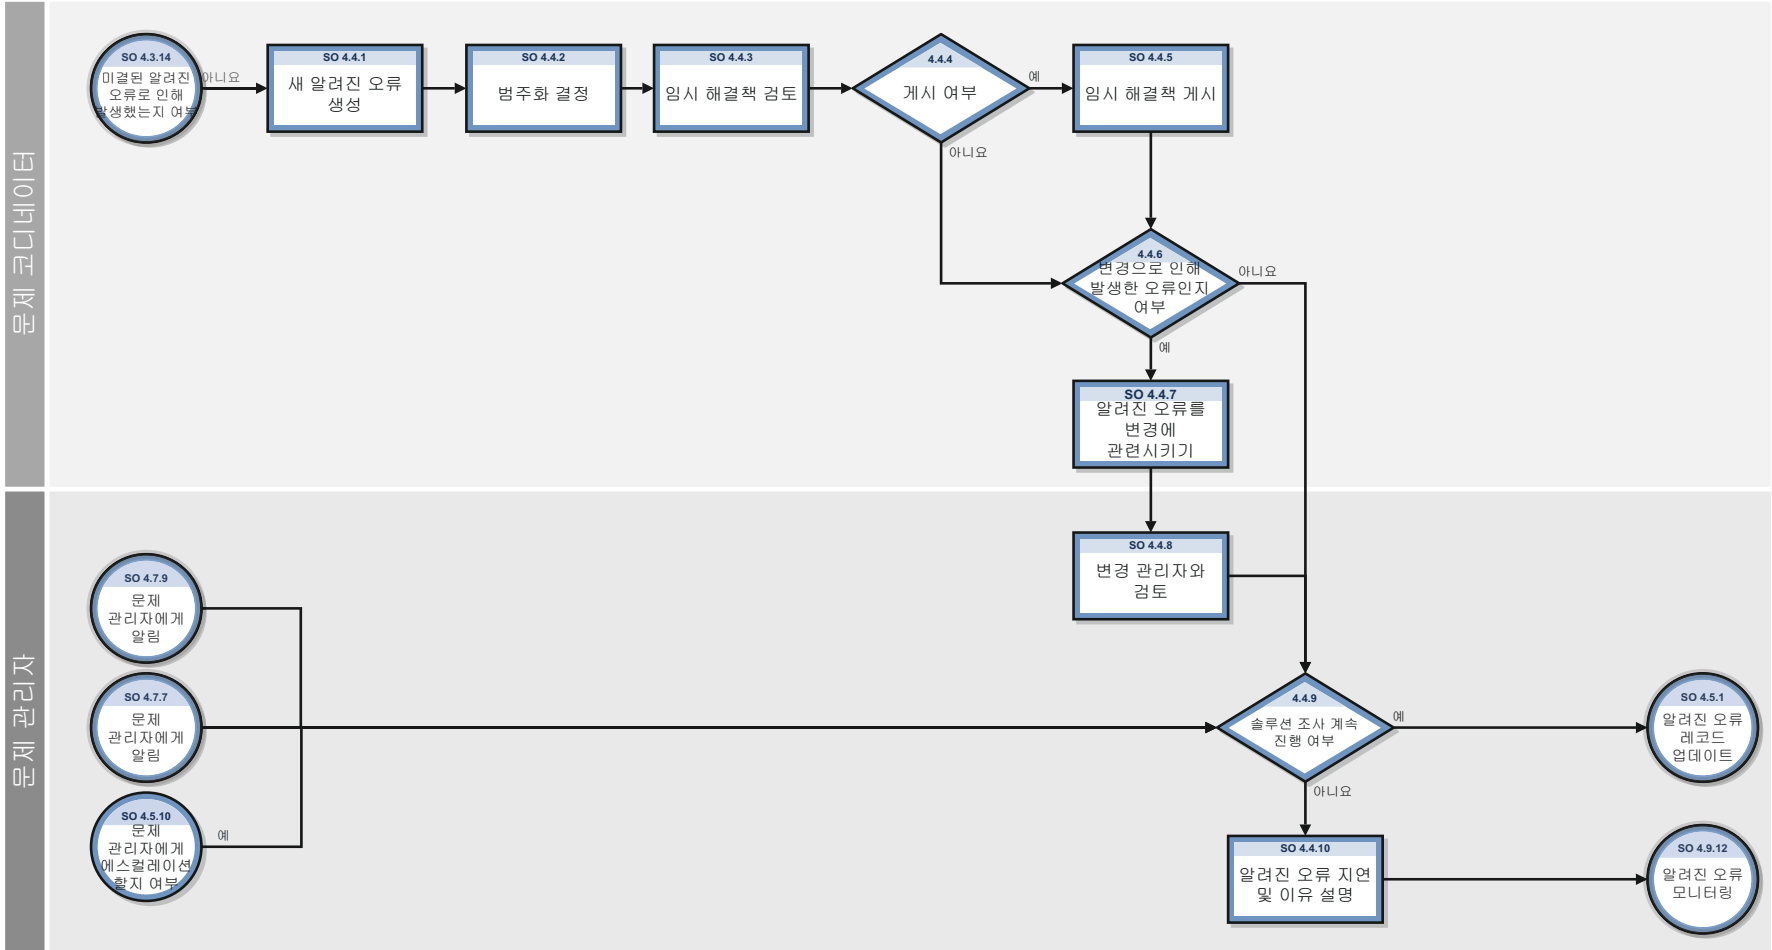 문제 코디네이터
SO 4.3.14
미결된 알려진
오류로 인해
발생했는지 여부
아니요
SO 4.4.1
새 알려진 오류
생성
SO 4.4.2
범주화 결정
SO 4.4.3
임시 해결책 검토
4.4.4
게시 여부
예
아니요
SO 4.4.5
임시 해결책 게시
4.4.6
변경으로 인해
발생한 오류인지
여부
아니요
예
SO 4.4.7
알려진 오류를
변경에
관련시키기
문제 관리자
SO 4.4.8
변경 관리자와
검토
SO 4.7.9
문제
관리자에게
알림
SO 4.7.7
문제
관리자에게
알림
4.4.9
솔루션 조사 계속
진행 여부
예
아니요
SO 4.5.1
알려진 오류
레코드
업데이트
SO 4.5.10
문제
관리자에게
에스컬레이션
할지 여부
예
SO 4.4.10
알려진 오류 지연
및 이유 설명
SO 4.9.12
알려진 오류
모니터링